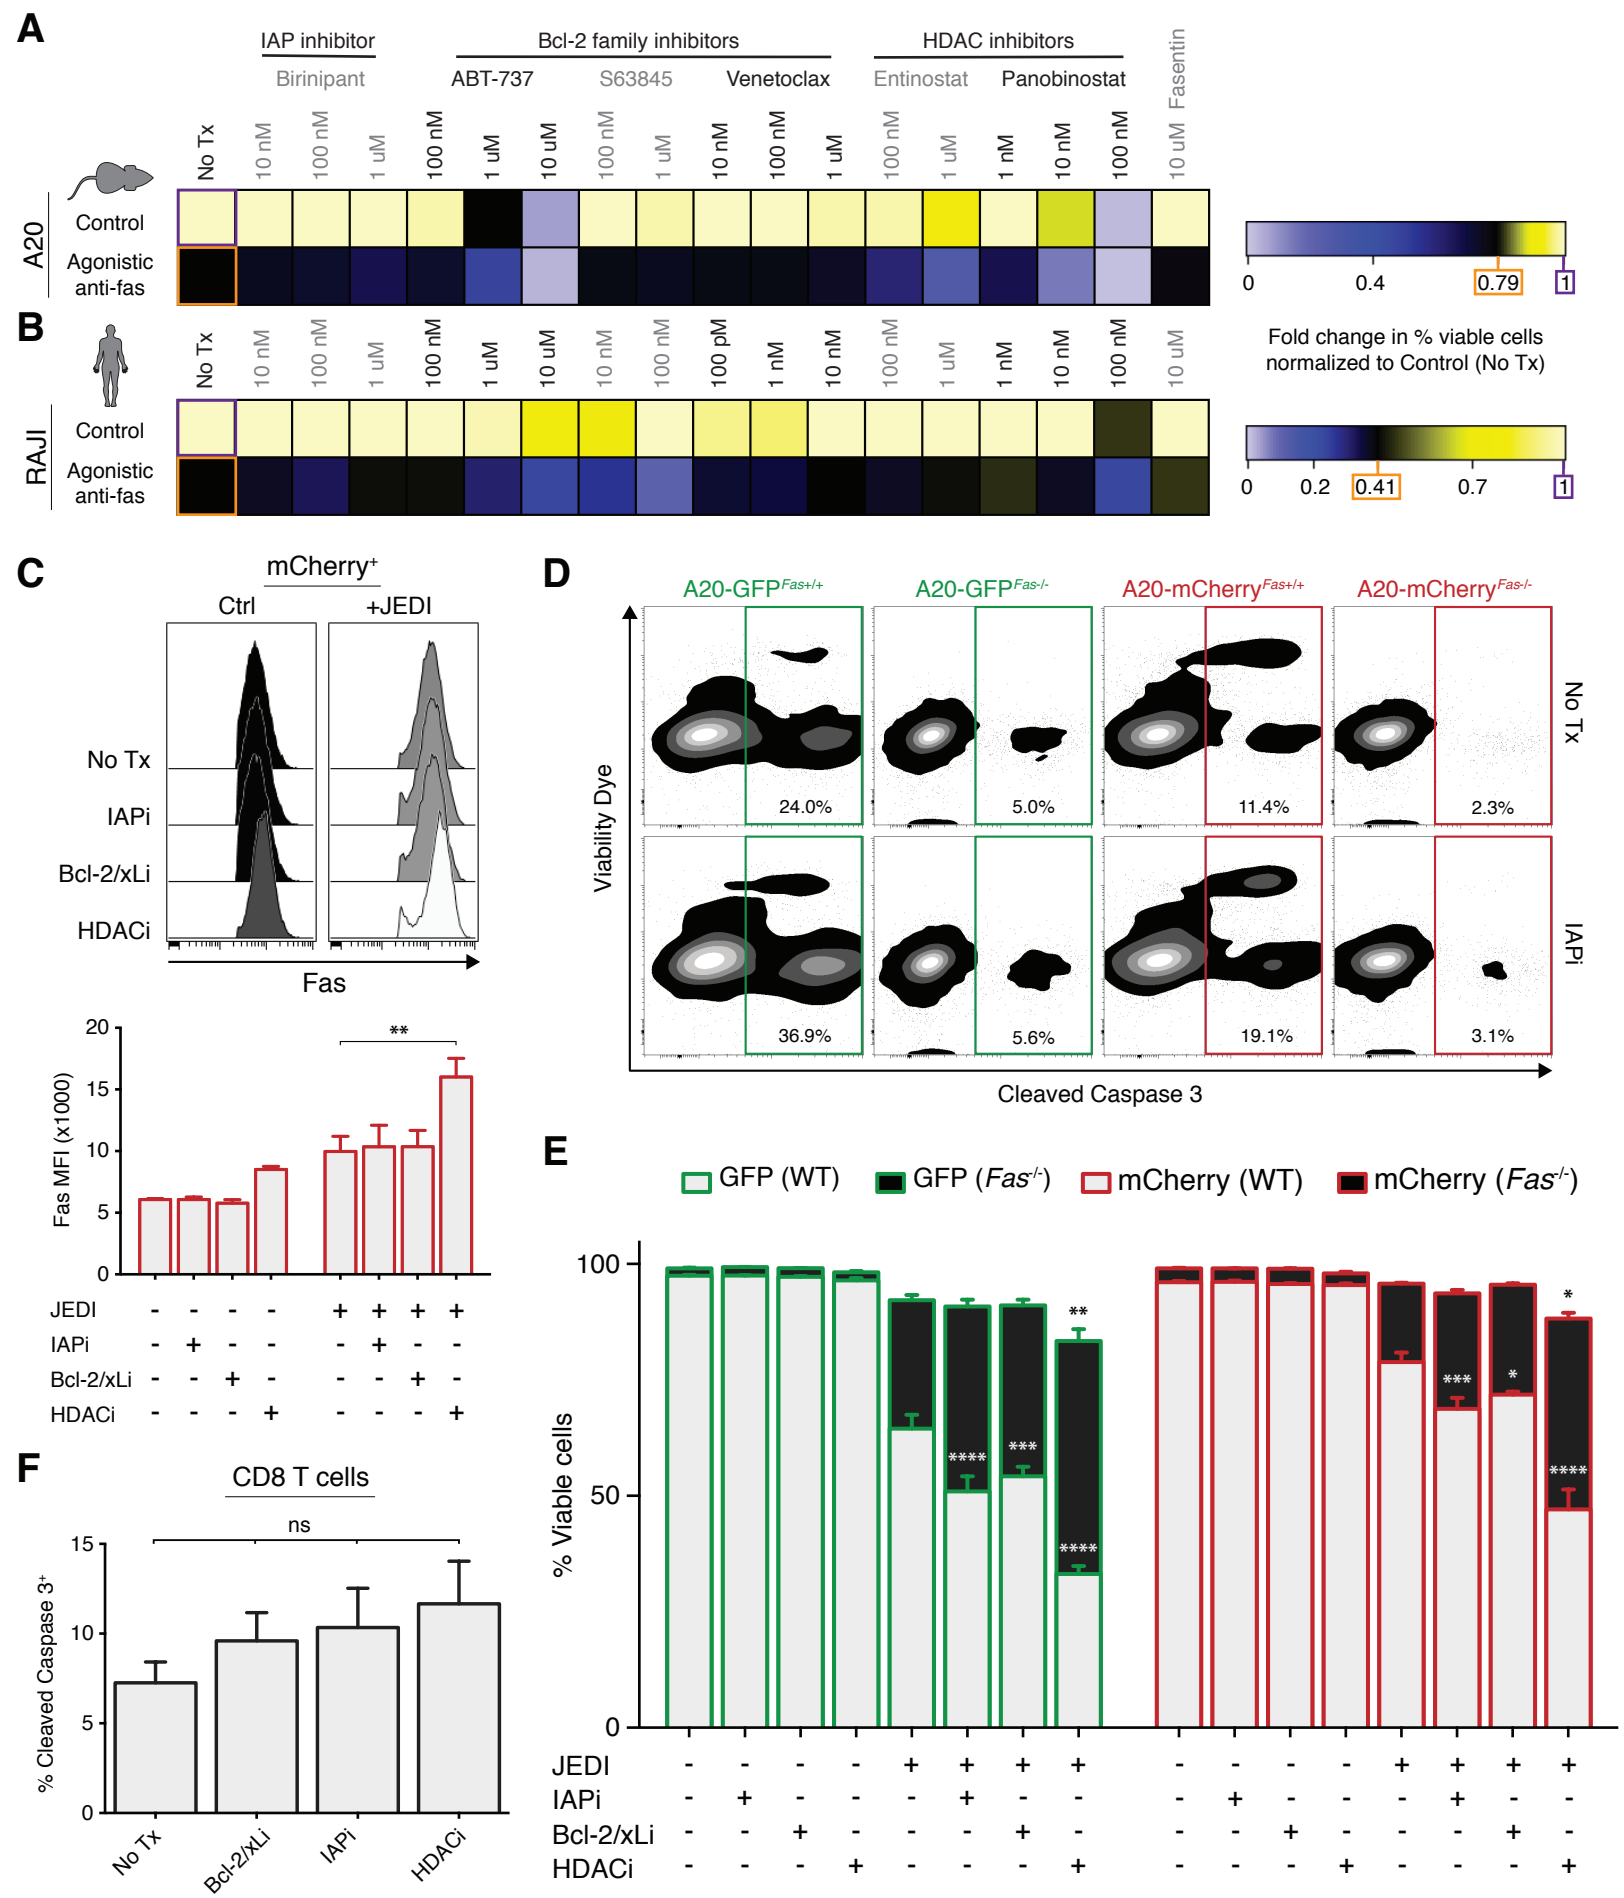 A
IAP inhibitor
Bcl-2 family inhibitors
HDAC inhibitors
Birinipant
ABT-737
S63845
Venetoclax
Entinostat
Panobinostat
Fasentin
No Tx
10 nM
100 nM
1 uM
100 nM
1 uM
10 uM
100 nM
1 uM
10 nM
100 nM
1 uM
100 nM
1 uM
1 nM
10 nM
100 nM
10 uM
A20
Control
Agonistic
anti-fas
0
0.4
0.79
1
Fold change in % viable cells
normalized to Control (No Tx)
B
No Tx
10 nM
100 nM
1 uM
100 nM
1 uM
10 uM
10 nM
100 nM
100 pM
1 nM
10 nM
100 nM
1 uM
1 nM
10 nM
100 nM
10 uM
RAJI
Control
Agonistic
anti-fas
0
0.2
0.41
0.7
1
C
mCherry+
Ctrl
+JEDI
No Tx
IAPi
Bcl-2/xLi
HDACi
Fas
Fas MFI (x1000)
20
15
10
5
0
**
JEDI - - - - + + + +
IAPi - + - - - + - -
Bcl-2/xLi - - + - - - + -
HDACi - - - + - - - +
D
A20-GFPFas+/+
A20-GFPFas-/-
A20-mCherryFas+/+
A20-mCherryFas-/-
Viability Dye
24.0%
5.0%
11.4%
2.3%
No Tx
36.9%
5.6%
19.1%
3.1%
IAPi
Cleaved Caspase 3
E
GFP (WT)
GFP (Fas-/-)
mCherry (WT)
mCherry (Fas-/-)
% Viable cells
100
50
0
****
***
**
****
***
*
*
****
JEDI - - - - + + + + - - - - + + + +
IAPi - + - - - + - - - + - - - + - -
Bcl-2/xLi - - + - - - + - - - + - - - + -
HDACi - - - + - - - + - - - + - - - +
F
CD8 T cells
ns
% Cleaved Caspase 3+
15
10
5
0
No Tx
Bcl-2/xLi
IAPi
HDACi